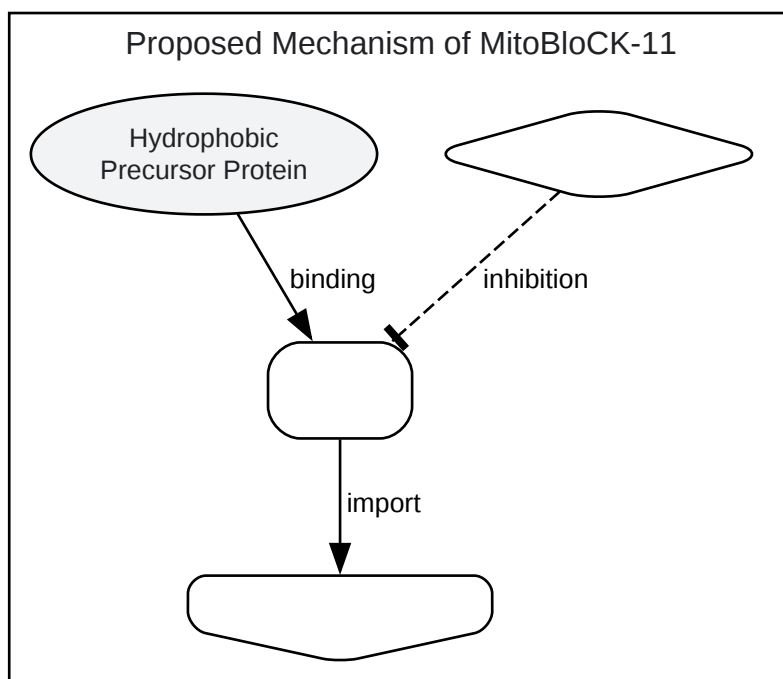 Proposed Mechanism of MitoBloCK-11
Hydrophobic
Precursor Protein
binding
inhibition
import